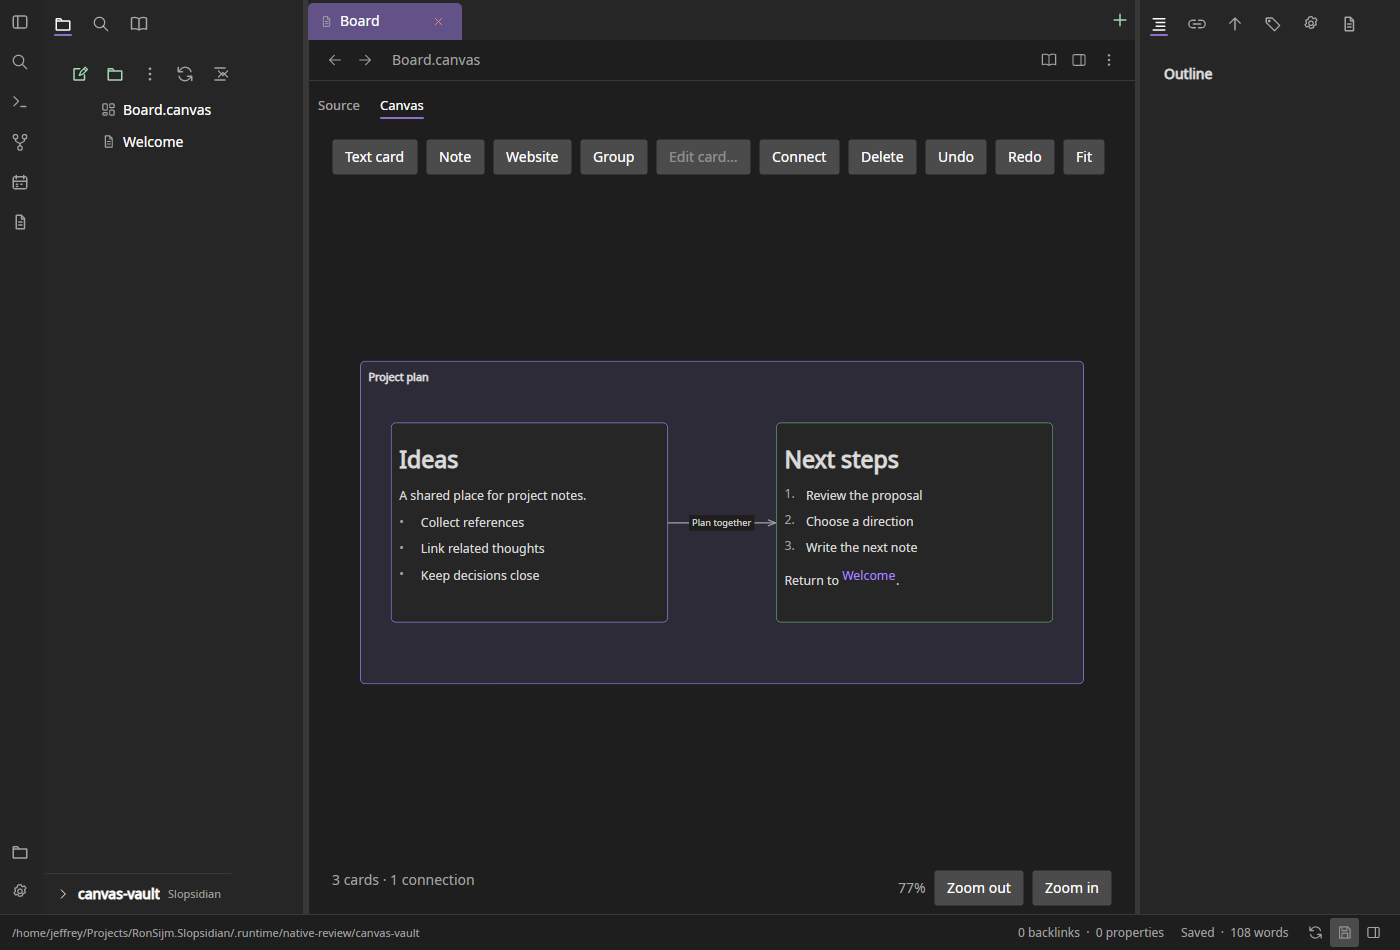 Board
Board.canvas
Outline
Board.canvas
Welcome
Source Canvas
Text card Note Website Group Edit card... Connect Delete Undo Redo Fit
Project plan
Ideas
A shared place for project notes.
• Collect references
• Link related thoughts
• Keep decisions close
Plan together
Next steps
1. Review the proposal
2. Choose a direction
3. Write the next note
Return to Welcome.
3 cards · 1 connection
77% Zoom out Zoom in
canvas-vault Slopsidian
/home/jeffrey/Projects/RonSijm.Slopsidian/.runtime/native-review/canvas-vault
0 backlinks · 0 properties Saved · 108 words